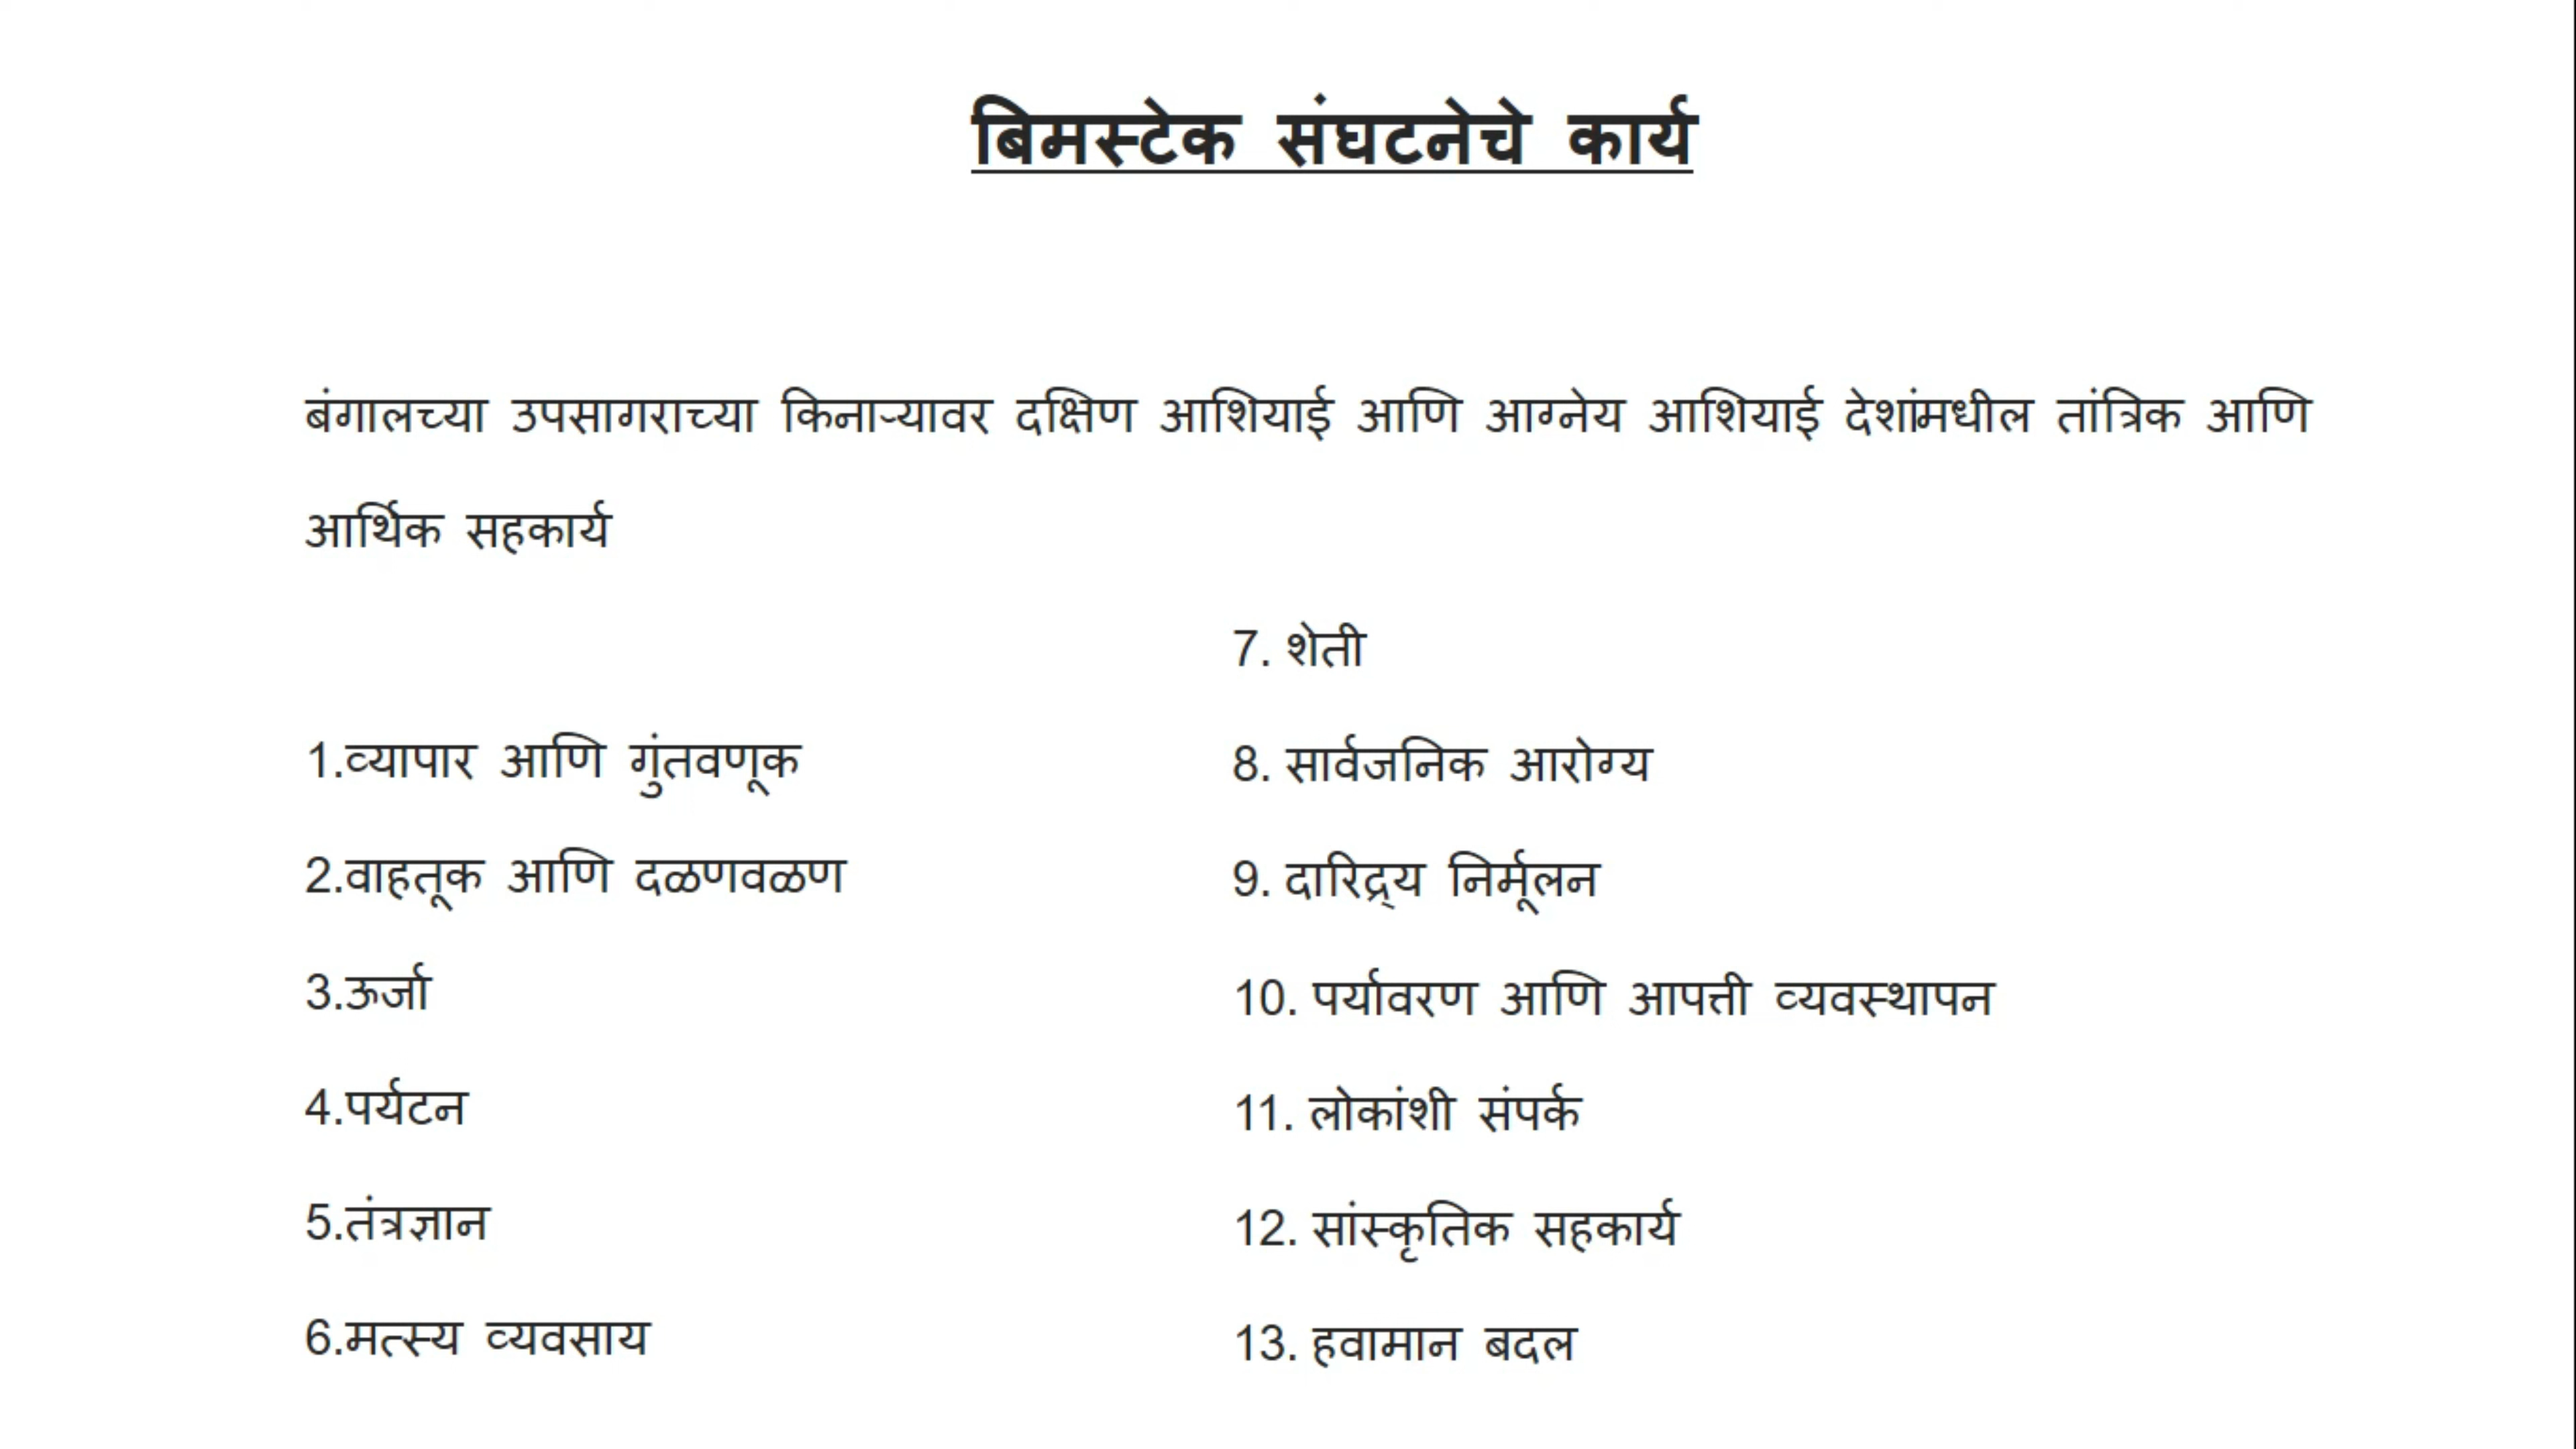 बिमस्टेक संघटनेचे कार्य
बंगालच्या उपसागराच्या किनाऱ्यावर दक्षिण आशियाई आणि आग्नेय आशियाई देशांमधील तांत्रिक आणि
आर्थिक सहकार्य
1.व्यापार आणि गुंतवणूक
2.वाहतूक आणि दळणवळण
3.ऊर्जा
4.पर्यटन
5.तंत्रज्ञान
6.मत्स्य व्यवसाय
7. शेती
8. सार्वजनिक आरोग्य
9. दारिद्र्य निर्मूलन
10. पर्यावरण आणि आपत्ती व्यवस्थापन
11. लोकांशी संपर्क
12. सांस्कृतिक सहकार्य
13. हवामान बदल